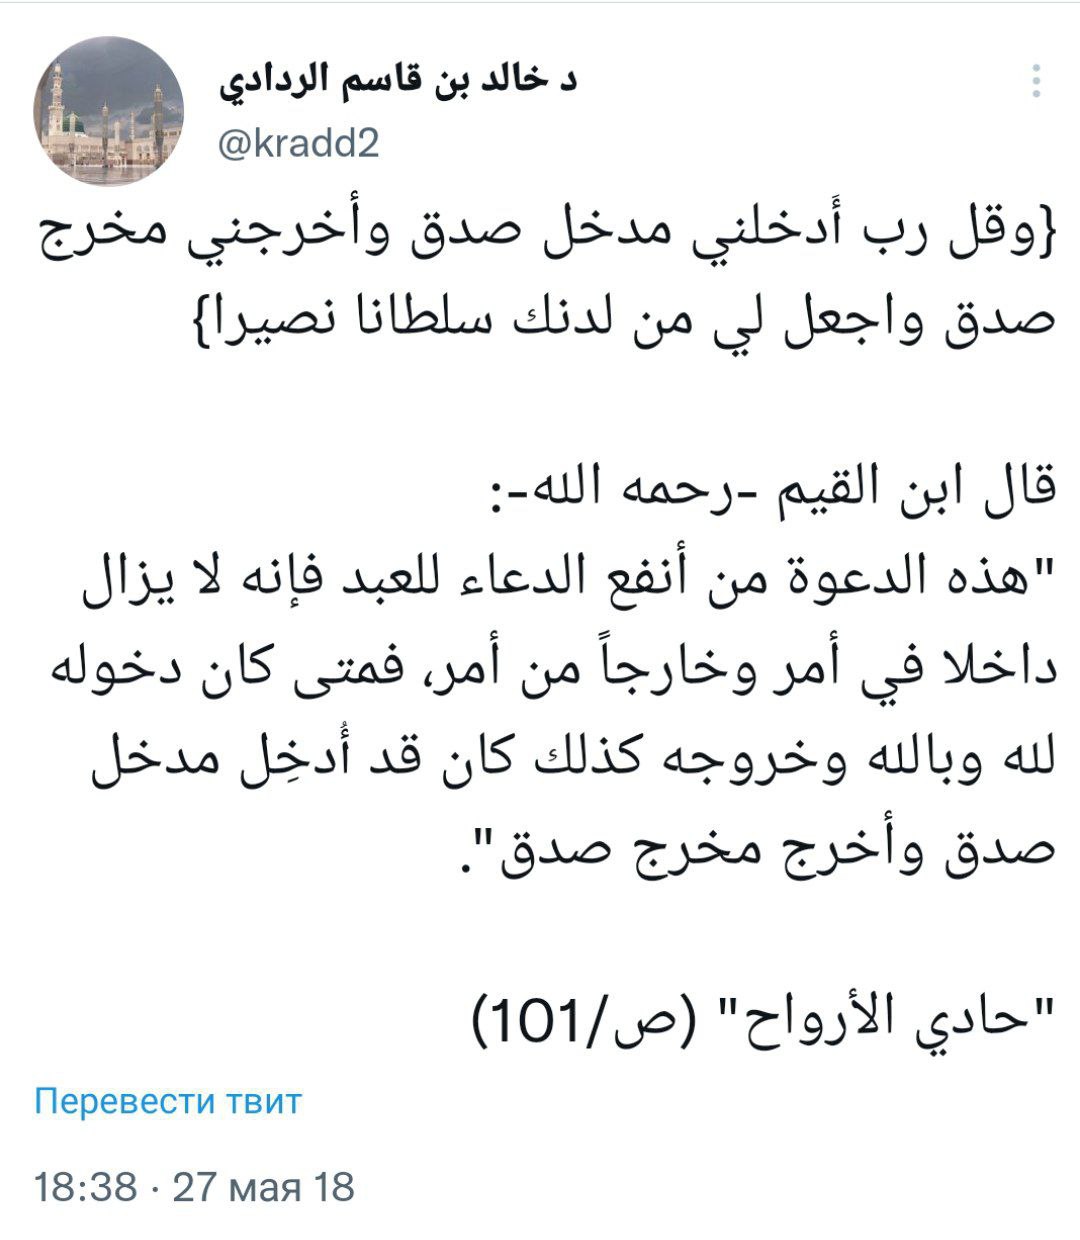 د خالد بن قاسم الردادي
@kradd2
{وقل رب أَدخلني مدخل صدق وأخرجني مخرج
صدق واجعل لي من لدنك سلطانا نصيرا}
قال ابن القيم -رحمه الله-:
"هذه الدعوة من أنفع الدعاء للعبد فإنه لا يزال
داخلا في أمر وخارجاً من أمر، فمتى كان دخوله
لله وبالله وخروجه كذلك كان قد أُدخِل مدخل
صدق وأخرج مخرج صدق".
"حادي الأرواح" (ص/101)
Перевести твит
18:38 · 27 мая 18